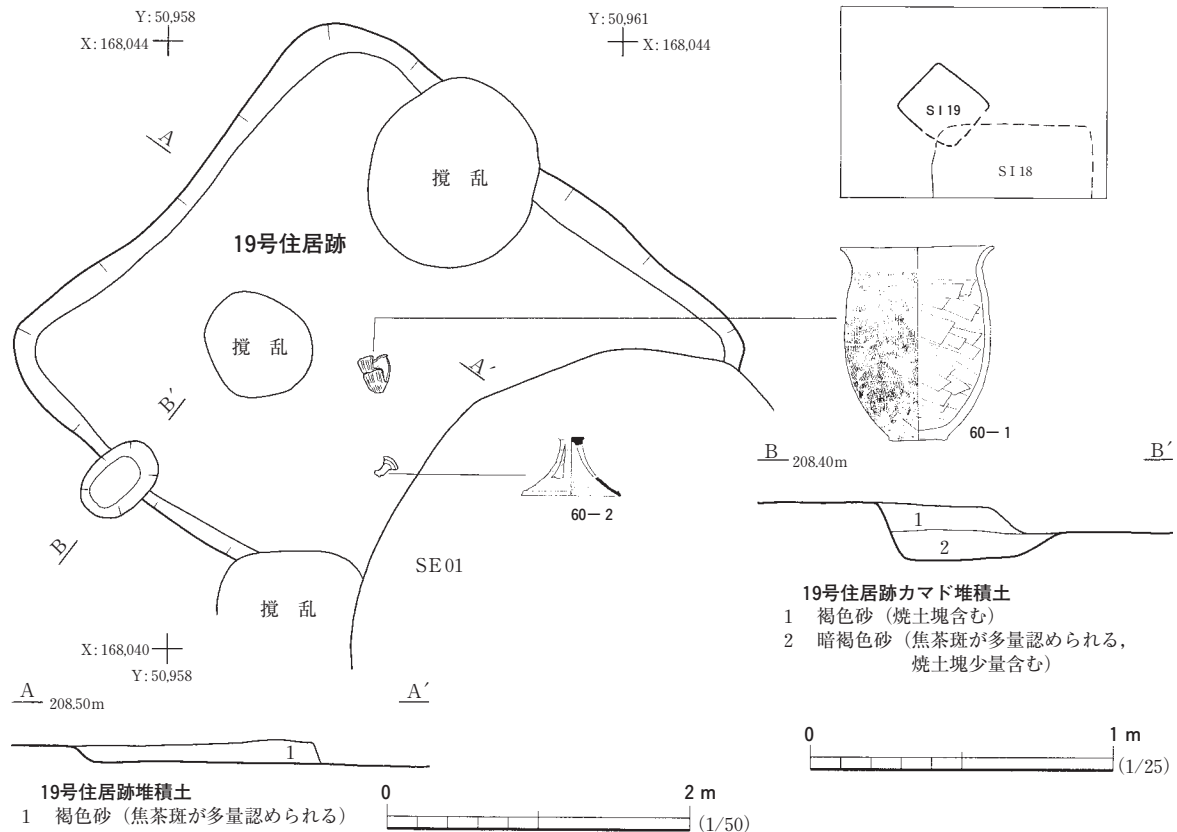 Y: 50,958
X: 168,044
Y: 50,961
X: 168,044
S I 19
S I 18
A
撹 乱
19号住居跡
撹 乱
A′
B′
60－1
60－2
B 208.40m B′
1
2
B
SE01
撹 乱
19号住居跡カマド堆積土
1 褐色砂（焼土塊含む）
2 暗褐色砂（焦茶斑が多量認められる，
焼土塊少量含む）
X: 168,040
Y: 50,958
A 208.50m A′
1
19号住居跡堆積土
1 褐色砂（焦茶斑が多量認められる）
0 2 m
(1/50)
0 1 m
(1/25)